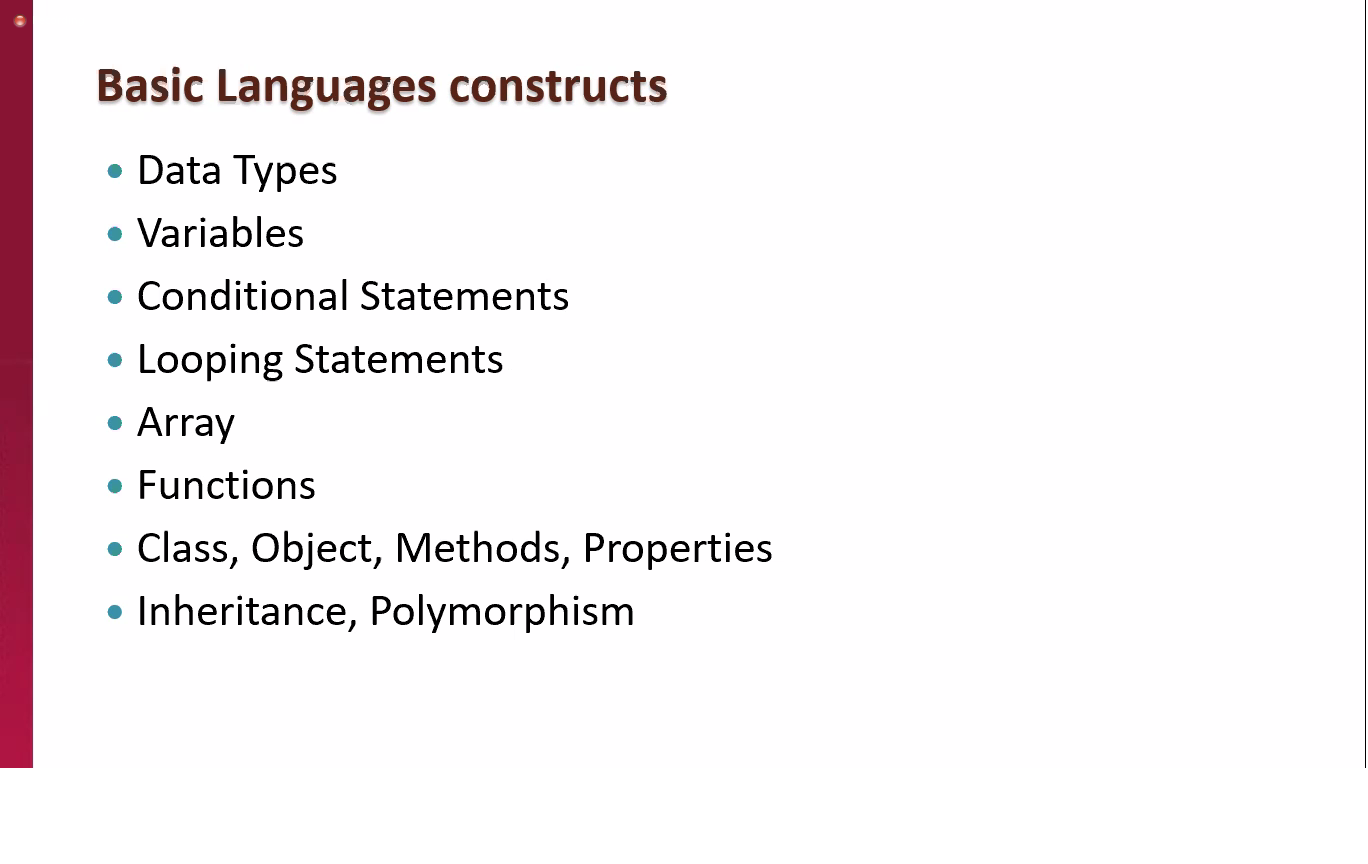 Basic Languages constructs
• Data Types
• Variables
• Conditional Statements
• Looping Statements
• Array
• Functions
• Class, Object, Methods, Properties
• Inheritance, Polymorphism